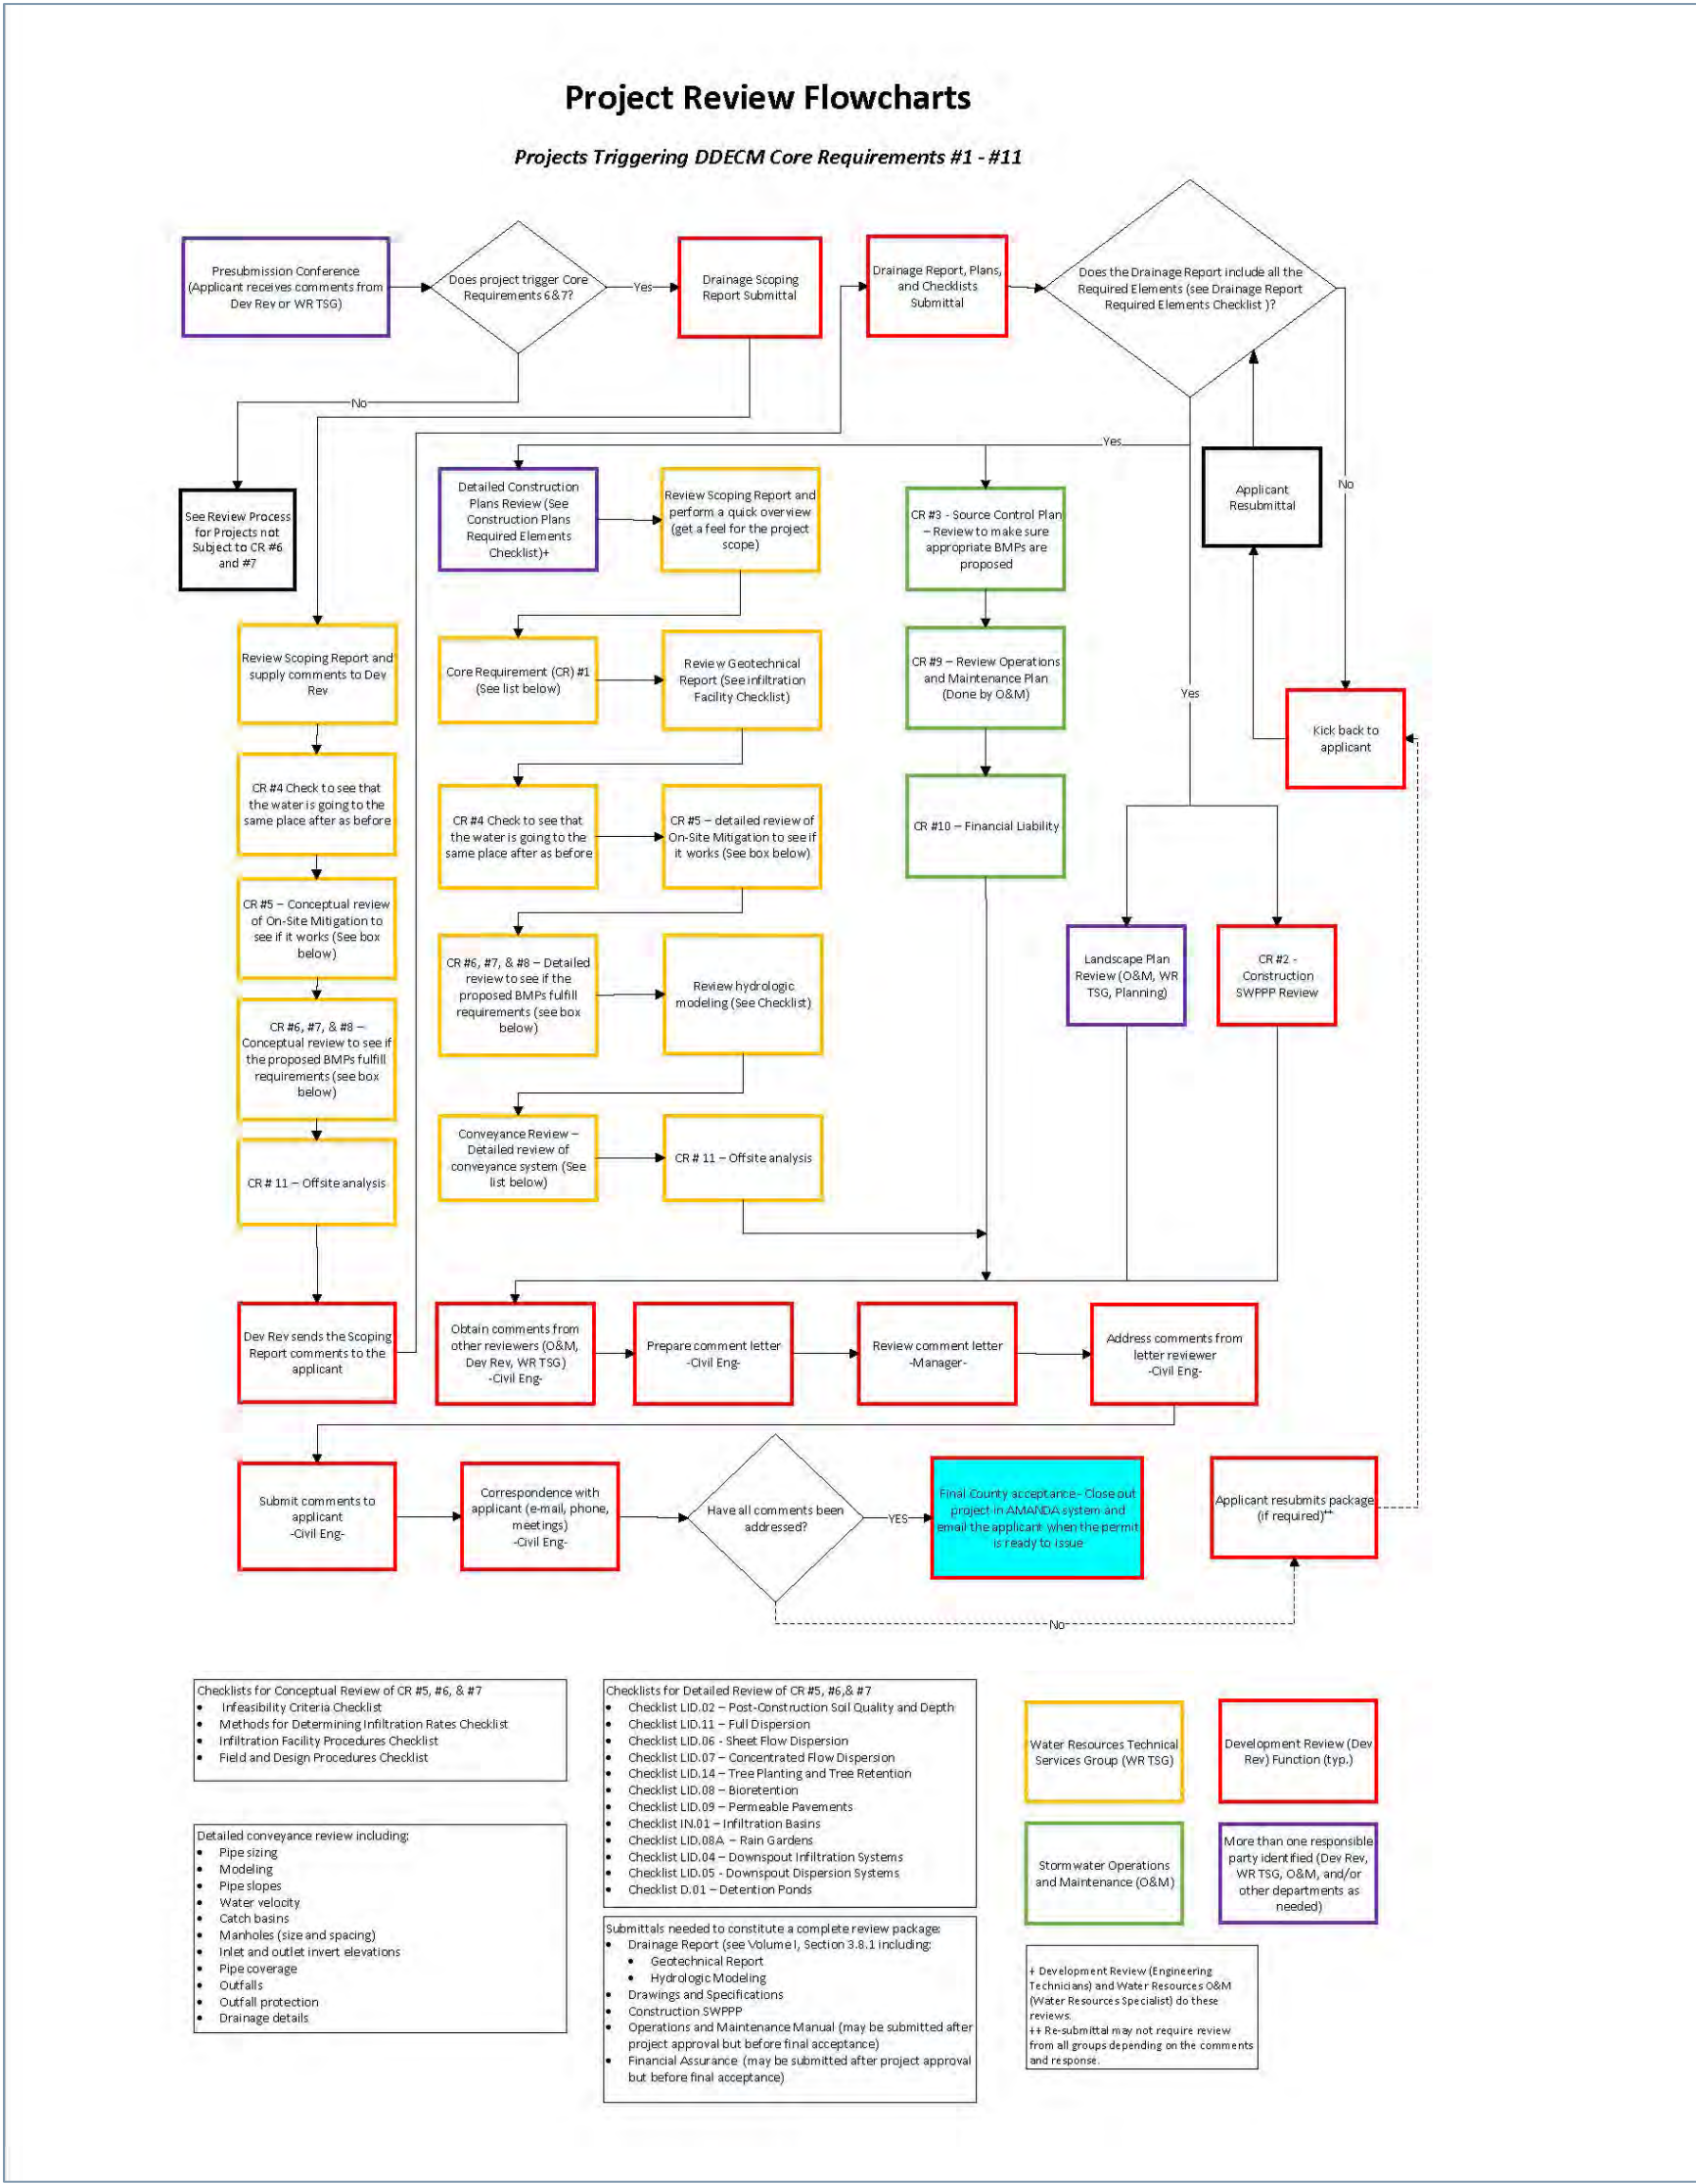 Project Review Flowcharts
Projects Triggering DDECM Core Requirements #1 - #11
Presubmission Conference
(Applicant receives comments from
Dev Rev or WR TSG)
Does project trigger Core
Requirements 6&7?
Yes
Drainage Scoping
Report Submittal
Drainage Report, Plans,
and Checklists
Submittal
Does the Drainage Report include all the
Required Elements (see Drainage Report
Required Elements Checklist )?
No
Yes
No
Yes
See Review Process
for Projects not
Subject to CR #6
and #7
Detailed Construction
Plans Review (See
Construction Plans
Required Elements
Checklist)+
Review Scoping Report and
perform a quick overview
(get a feel for the project
scope)
CR #3 - Source Control Plan
– Review to make sure
appropriate BMPs are
proposed
Applicant
Resubmittal
Review Scoping Report and
supply comments to Dev
Rev
Core Requirement (CR) #1
(See list below)
Review Geotechnical
Report (See infiltration
Facility Checklist)
CR #9 – Review Operations
and Maintenance Plan
(Done by O&M)
Kick back to
applicant
CR #4 Check to see that
the water is going to the
same place after as before
CR #4 Check to see that
the water is going to the
same place after as before
CR #5 – detailed review of
On-Site Mitigation to see if
it works (See box below)
CR #10 – Financial Liability
CR #5 – Conceptual review
of On-Site Mitigation to
see if it works (See box
below)
CR #6, #7, & #8 – Detailed
review to see if the
proposed BMPs fulfill
requirements (see box
below)
Review hydrologic
modeling (See Checklist)
Landscape Plan
Review (O&M, WR
TSG, Planning)
CR #2 -
Construction
SWPPP Review
CR #6, #7, & #8 –
Conceptual review to see if
the proposed BMPs fulfill
requirements (see box
below)
Conveyance Review –
Detailed review of
conveyance system (See
list below)
CR # 11 – Offsite analysis
CR # 11 – Offsite analysis
Dev Rev sends the Scoping
Report comments to the
applicant
Obtain comments from
other reviewers (O&M,
Dev Rev, WR TSG)
-Civil Eng-
Prepare comment letter
-Civil Eng-
Review comment letter
-Manager-
Address comments from
letter reviewer
-Civil Eng-
Submit comments to
applicant
-Civil Eng-
Correspondence with
applicant (e-mail, phone,
meetings)
-Civil Eng-
Have all comments been
addressed?
YES
Final County acceptance - Close out
project in AMANDA system and
email the applicant when the permit
is ready to issue
Applicant resubmits package
(if required)++
No
Checklists for Conceptual Review of CR #5, #6, & #7
• Infeasibility Criteria Checklist
• Methods for Determining Infiltration Rates Checklist
• Infiltration Facility Procedures Checklist
• Field and Design Procedures Checklist
Detailed conveyance review including:
• Pipe sizing
• Modeling
• Pipe slopes
• Water velocity
• Catch basins
• Manholes (size and spacing)
• Inlet and outlet invert elevations
• Pipe coverage
• Outfalls
• Outfall protection
• Drainage details
Checklists for Detailed Review of CR #5, #6,& #7
• Checklist LID.02 – Post-Construction Soil Quality and Depth
• Checklist LID.11 – Full Dispersion
• Checklist LID.06 - Sheet Flow Dispersion
• Checklist LID.07 – Concentrated Flow Dispersion
• Checklist LID.14 – Tree Planting and Tree Retention
• Checklist LID.08 – Bioretention
• Checklist LID.09 – Permeable Pavements
• Checklist IN.01 – Infiltration Basins
• Checklist LID.08A – Rain Gardens
• Checklist LID.04 – Downspout Infiltration Systems
• Checklist LID.05 - Downspout Dispersion Systems
• Checklist D.01 – Detention Ponds
Submittals needed to constitute a complete review package:
• Drainage Report (see Volume I, Section 3.8.1 including:
• Geotechnical Report
• Hydrologic Modeling
• Drawings and Specifications
• Construction SWPPP
• Operations and Maintenance Manual (may be submitted after
project approval but before final acceptance)
• Financial Assurance (may be submitted after project approval
but before final acceptance)
Water Resources Technical
Services Group (WR TSG)
Development Review (Dev
Rev) Function (typ.)
Stormwater Operations
and Maintenance (O&M)
More than one responsible
party identified (Dev Rev,
WR TSG, O&M, and/or
other departments as
needed)
+ Development Review (Engineering
Technicians) and Water Resources O&M
(Water Resources Specialist) do these
reviews.
++ Re-submittal may not require review
from all groups depending on the comments
and response.